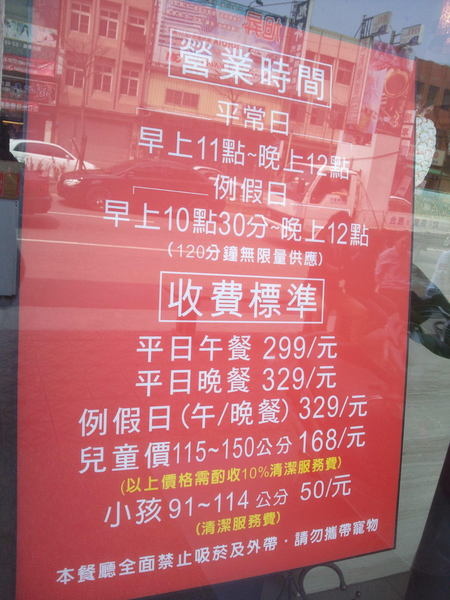 營業時間
平常日
早上11點~晚上12點
例假日
早上10點30分~晚上12點
(120分鐘無限量供應)
收費標準
平日午餐 299/元
平日晚餐 329/元
例假日(午/晚餐) 329/元
兒童價115~150公分 168/元
(以上價格需酌收10%清潔服務費)
小孩91~114公分 50/元
(清潔服務費)
本餐廳全面禁止吸菸及外帶·請勿攜帶寵物